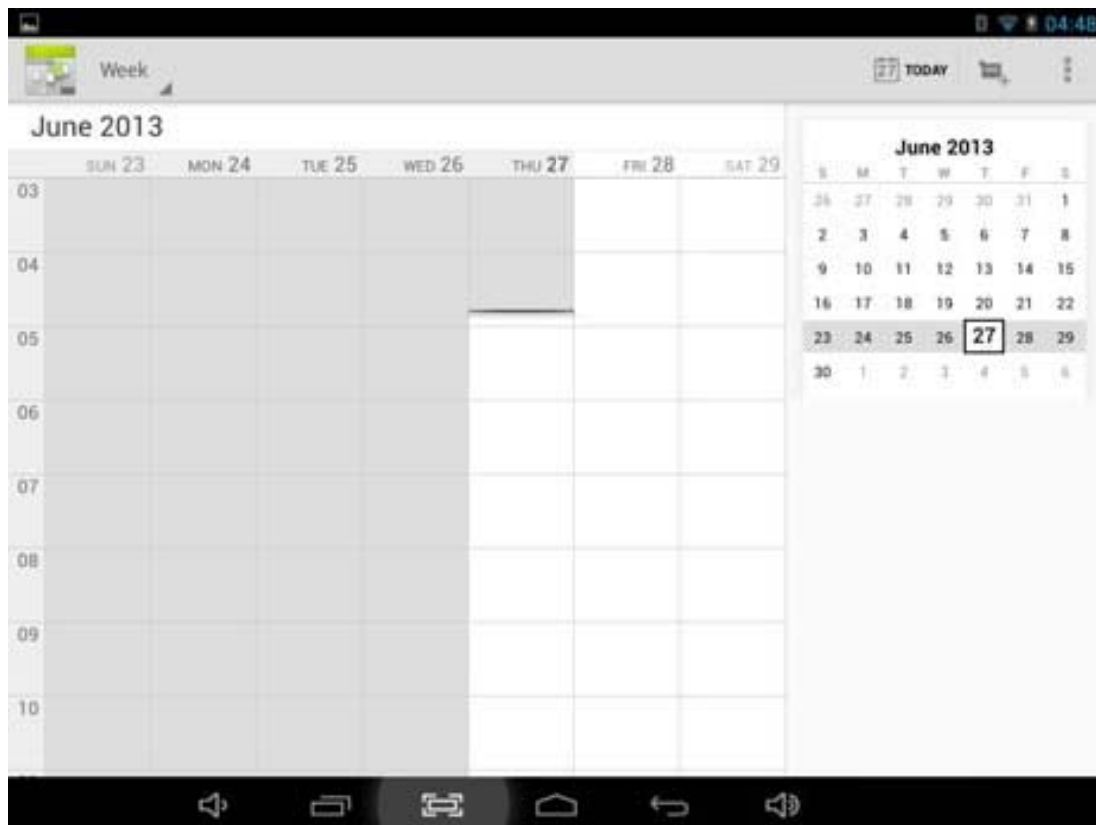 04:48
Week
27 TODAY
June 2013
SUN 23 MON 24 TUE 25 WED 26 THU 27 FRI 28 SAT 29
03
04
05
06
07
08
09
10
June 2013
S M T W T F S
26 27 28 29 30 31 1
2 3 4 5 6 7 8
9 10 11 12 13 14 15
16 17 18 19 20 21 22
23 24 25 26 27 28 29
30 1 2 3 4 5 6